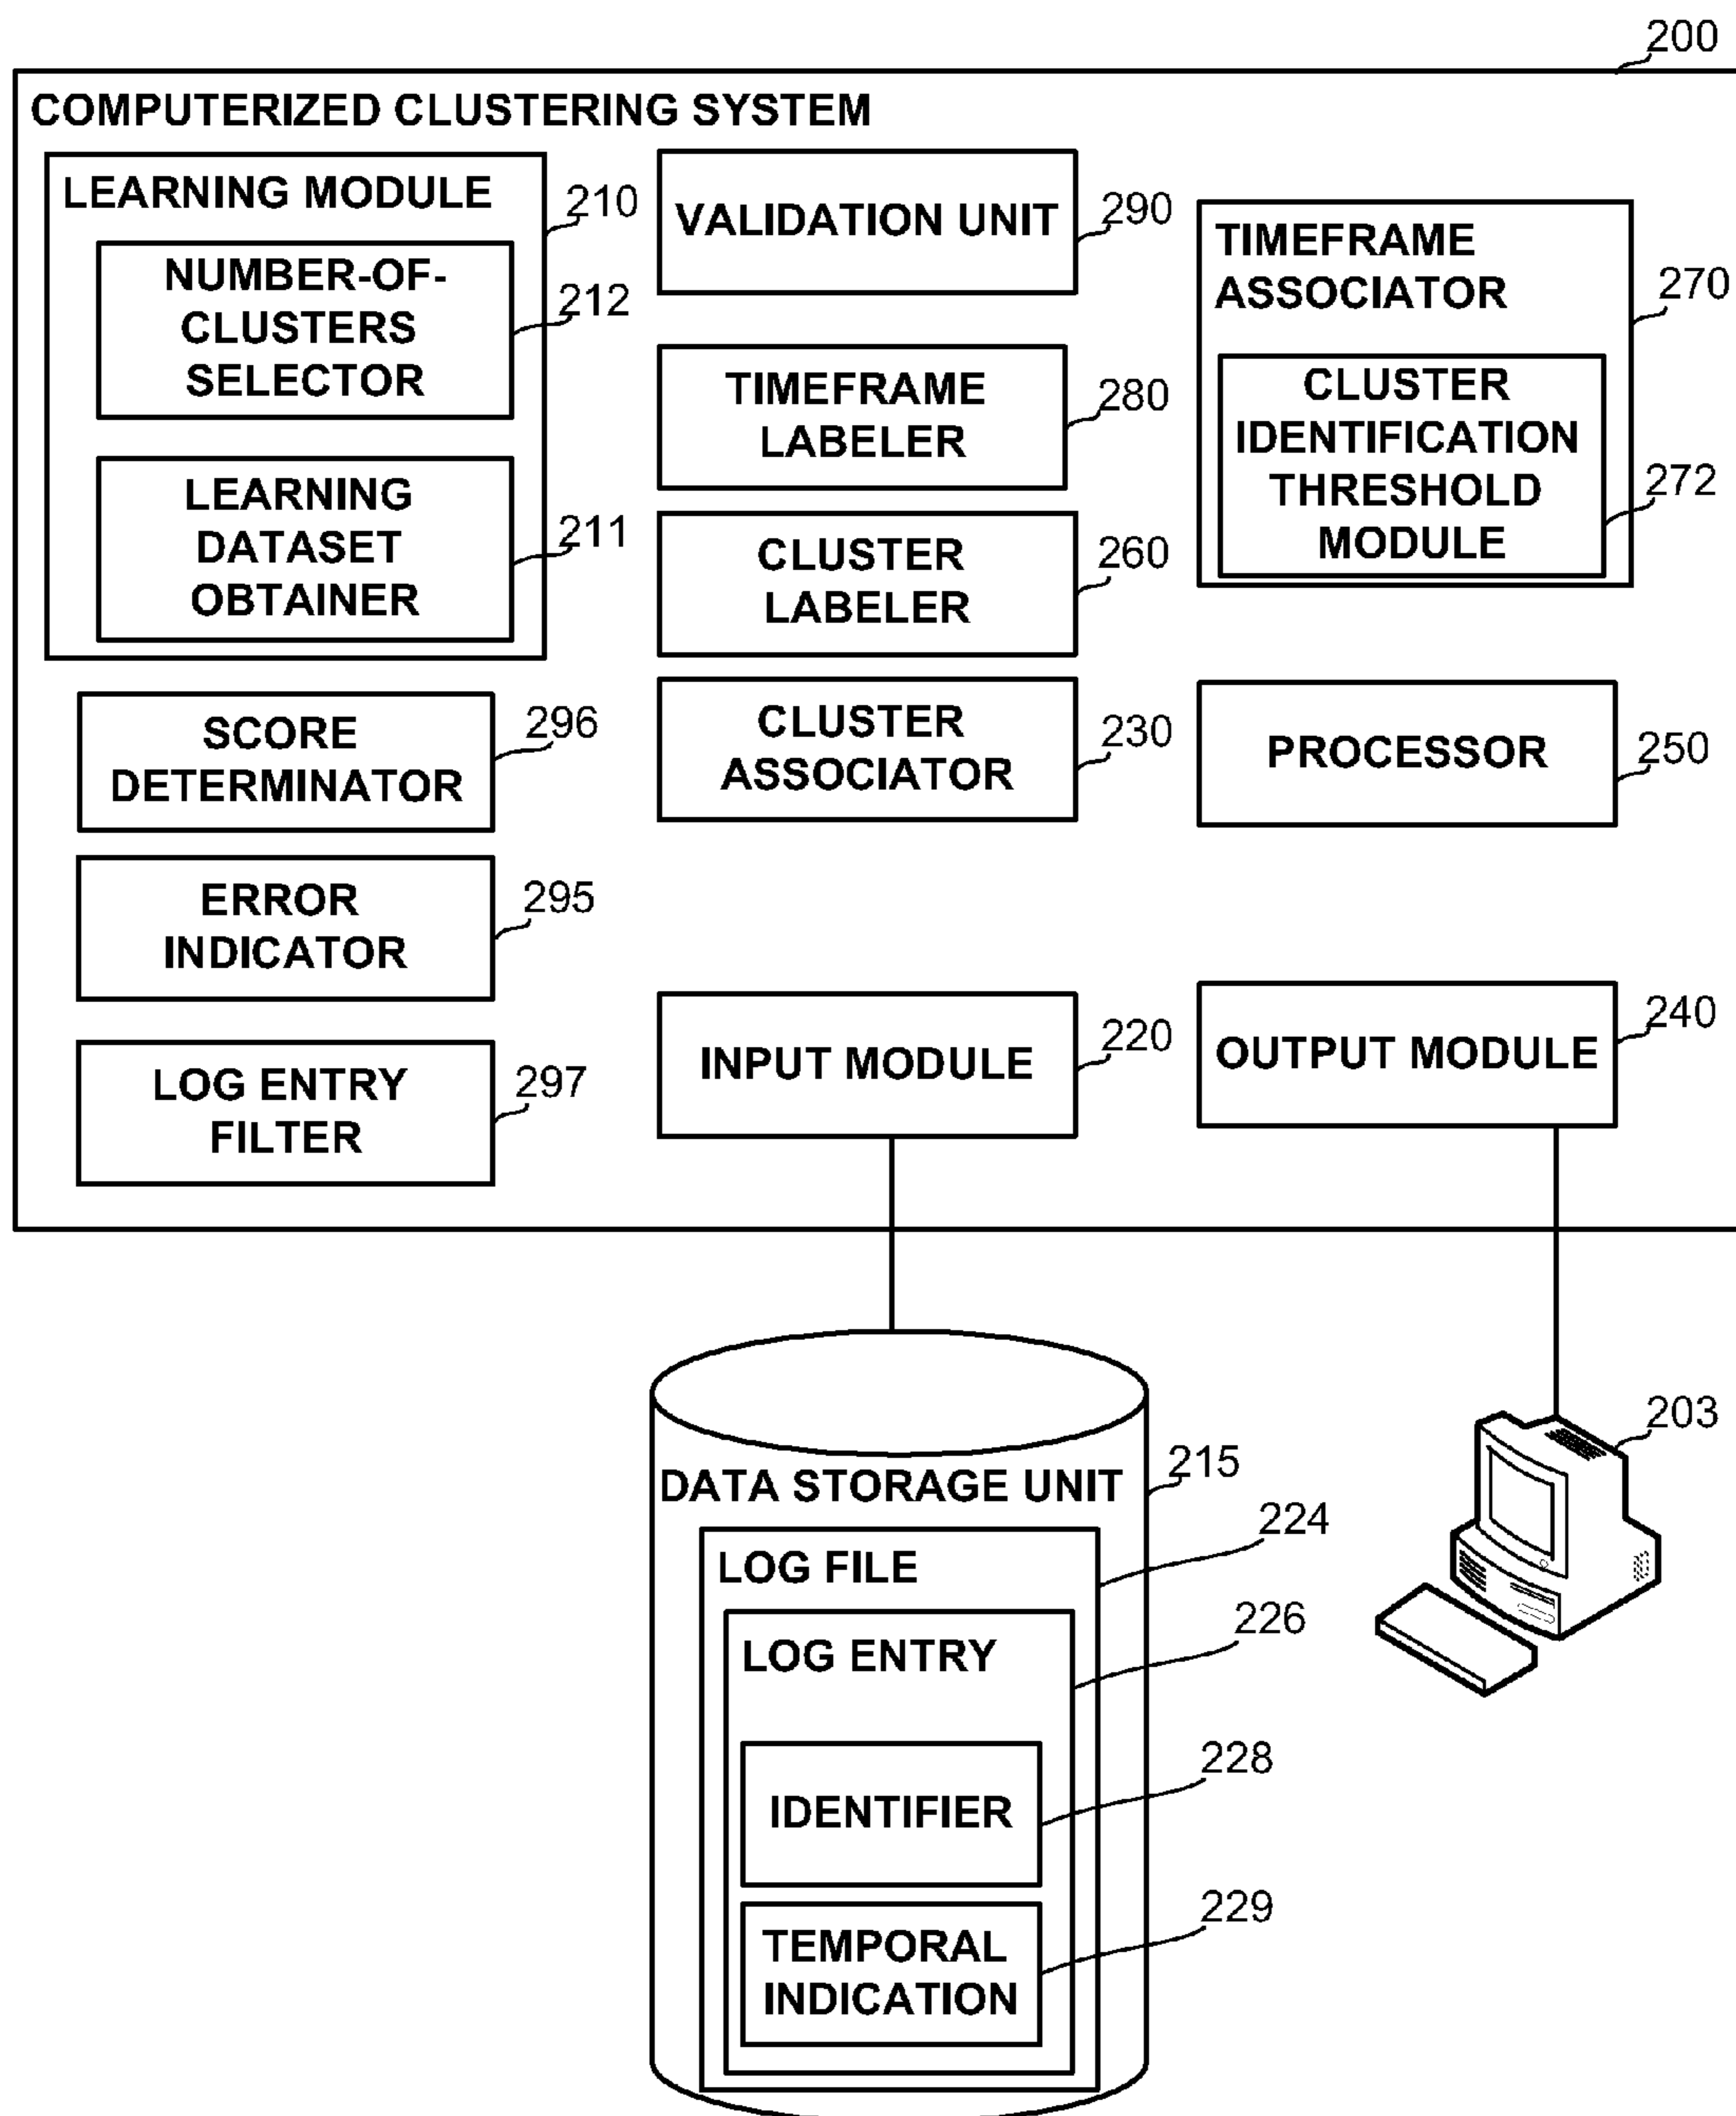 200
COMPUTERIZED CLUSTERING SYSTEM
LEARNING MODULE
210
NUMBER-OF-
CLUSTERS
SELECTOR
212
LEARNING
DATASET
OBTAINER
211
SCORE
DETERMINATOR
296
ERROR
INDICATOR
295
LOG ENTRY
FILTER
297
VALIDATION UNIT
290
TIMEFRAME
LABELER
280
CLUSTER
LABELER
260
CLUSTER
ASSOCIATOR
230
INPUT MODULE
220
TIMEFRAME
ASSOCIATOR
270
CLUSTER
IDENTIFICATION
THRESHOLD
MODULE
272
PROCESSOR
250
OUTPUT MODULE
240
DATA STORAGE UNIT
215
LOG FILE
224
LOG ENTRY
226
IDENTIFIER
228
TEMPORAL
INDICATION
229
203